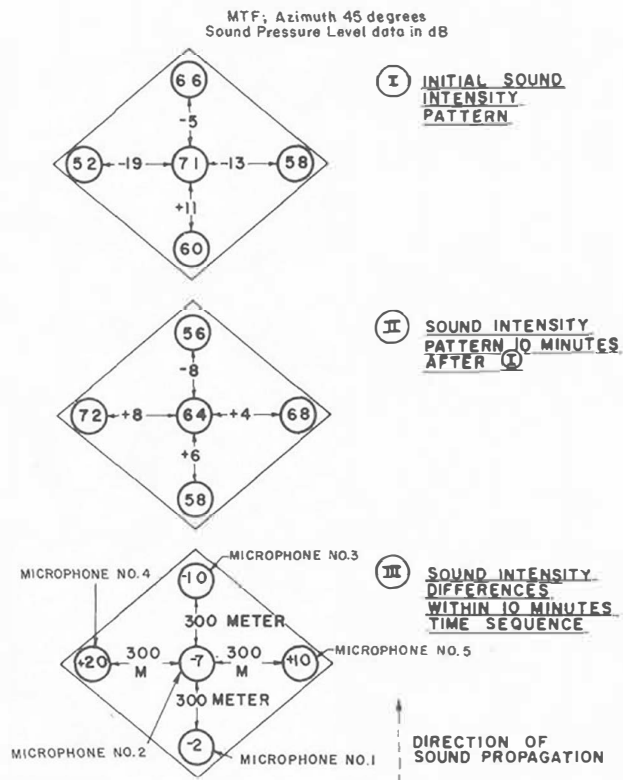 MTF; Azimuth 45 degrees
Sound Pressure Level data in dB
66
-5
52 -19 71 -13 58
+11
60
I INITIAL SOUND
INTENSITY
PATTERN
56
-8
72 +8 64 +4 68
+6
58
II SOUND INTENSITY
PATTERN 10 MINUTES
AFTER I
MICROPHONE NO.3
MICROPHONE NO.4
-10
300 METER
MICROPHONE NO.5
+20 300 M -7 300 M +10
300 METER
-2
MICROPHONE NO.2
MICROPHONE NO.1
III SOUND INTENSITY
DIFFERENCES
WITHIN 10 MINUTES
TIME SEQUENCE
DIRECTION OF
SOUND PROPAGATION